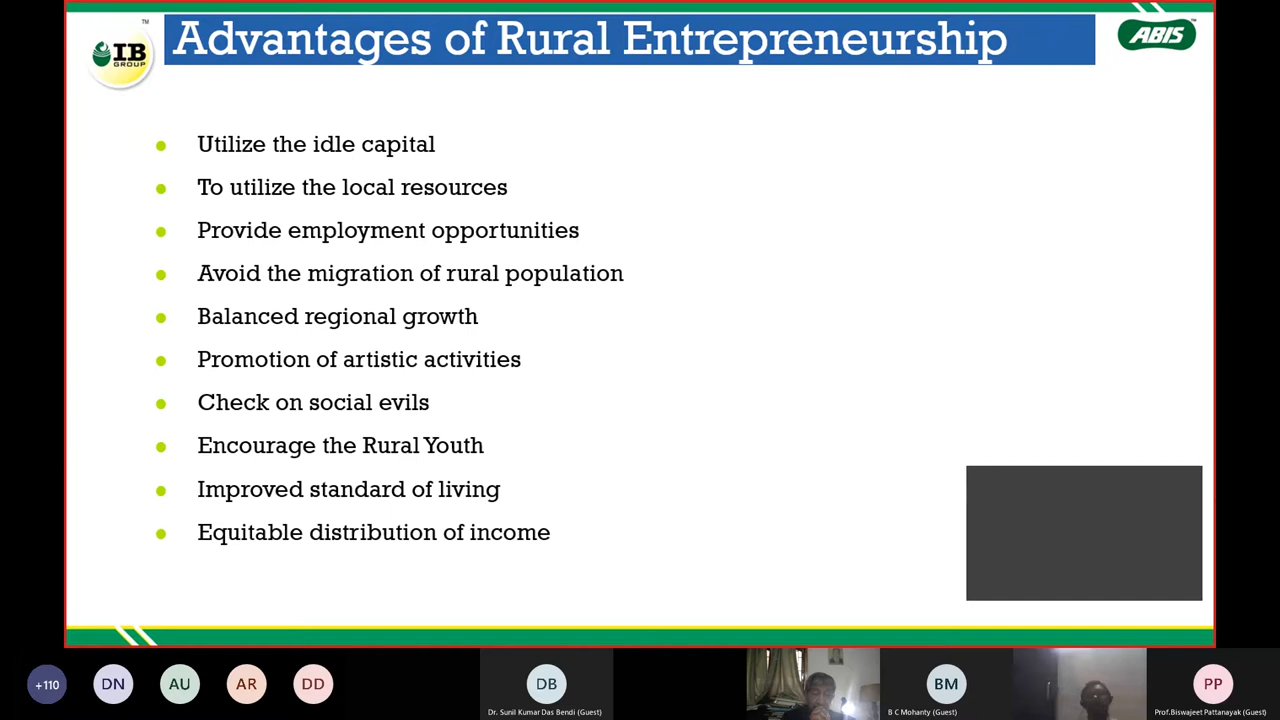 Advantages of Rural Entrepreneurship
TM
IB
GROUP
ABIS
Utilize the idle capital
To utilize the local resources
Provide employment opportunities
Avoid the migration of rural population
Balanced regional growth
Promotion of artistic activities
Check on social evils
Encourage the Rural Youth
Improved standard of living
Equitable distribution of income
+110
DN
AU
AR
DD
DB
Dr. Sunil Kumar Das Bendi (Guest)
BM
B C Mohanty (Guest)
PP
Prof.Biswajeet Pattanayak (Guest)